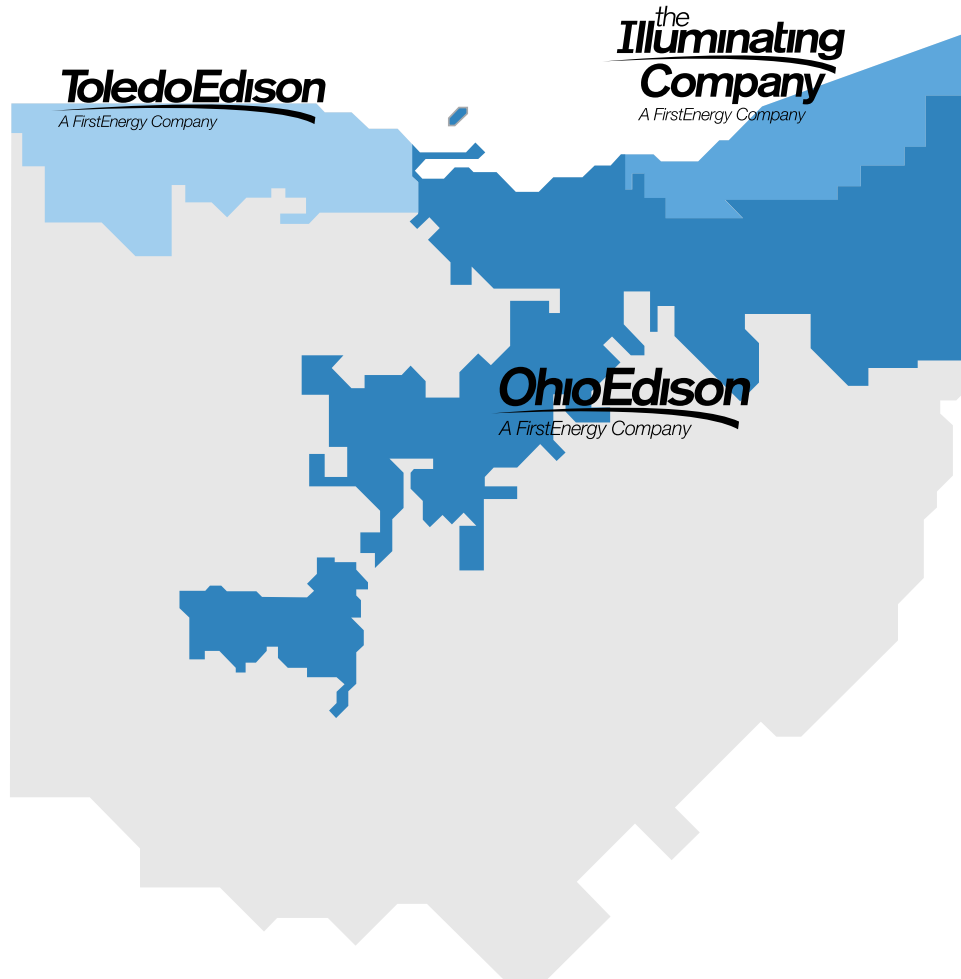 the
Illuminating
Company
A FirstEnergy Company
ToledoEdison
A FirstEnergy Company
OhioEdison
A FirstEnergy Company